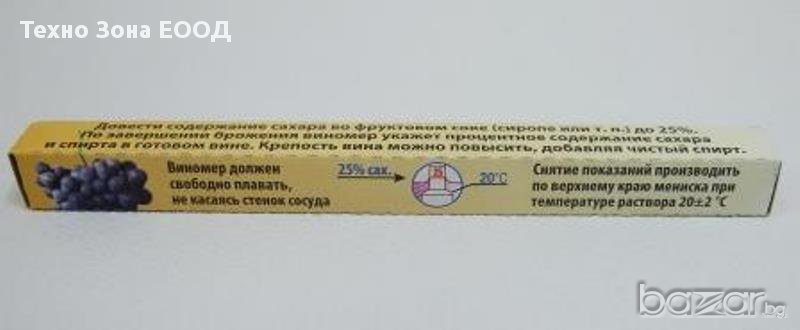 Техно Зона ЕООД
Довести содержание сахара во фруктовом соке (сиропе или т. п.) до 25%.
По завершении брожения виномер укажет процентное содержание сахара
и спирта в готовом вине. Крепость вина можно повысить, добавляя чистый спирт.
Виномер должен
свободно плавать,
не касаясь стенок сосуда
25% сах.
25
20°C
Снятие показаний производить
по верхнему краю мениска при
температуре раствора 20±2 °C
bazar.bg